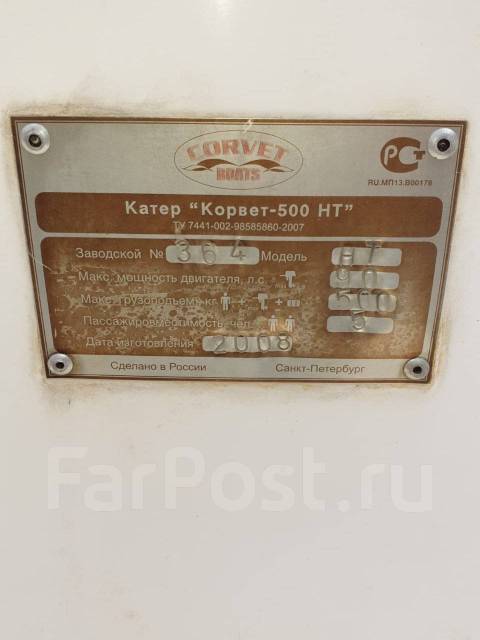 CORVET
BOATS
РСТ
RU.МП13.В00178
Катер "Корвет-500 НТ"
ТУ 7441-002-98585860-2007
Заводской № 364 Модель НТ
Макс. мощность двигателя, л.с. 90
Макс. грузоподъем. кг + + 500
Пассажировместимость чел. 5
Дата изготовления 2008
Сделано в России Санкт-Петербург
FarPost.ru